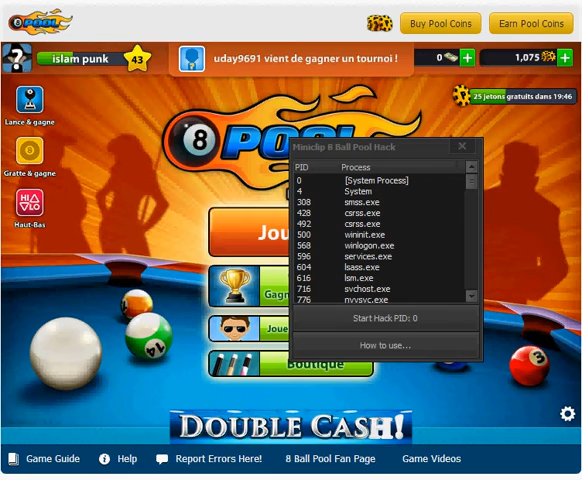 8 POOL
Buy Pool Coins
Earn Pool Coins
islam punk
43
uday9691 vient de gagner un tournoi !
0
1,075
Lance & gagne
25 jetons gratuits dans 19:46
Gratte & gagne
8 POOL
HI LO
Haut-Bas
Miniclip 8 Ball Pool Hack
PID Process
0 [System Process]
4 System
308 smss.exe
428 csrss.exe
492 csrss.exe
500 wininit.exe
568 winlogon.exe
596 services.exe
604 lsass.exe
616 lsm.exe
716 svchost.exe
776 nvvsvc.exe
Start Hack PID: 0
How to use...
Jou
Gagn
Joue
Boutique
14
3
DOUBLE CASH!
Game Guide
Help
Report Errors Here!
8 Ball Pool Fan Page
Game Videos